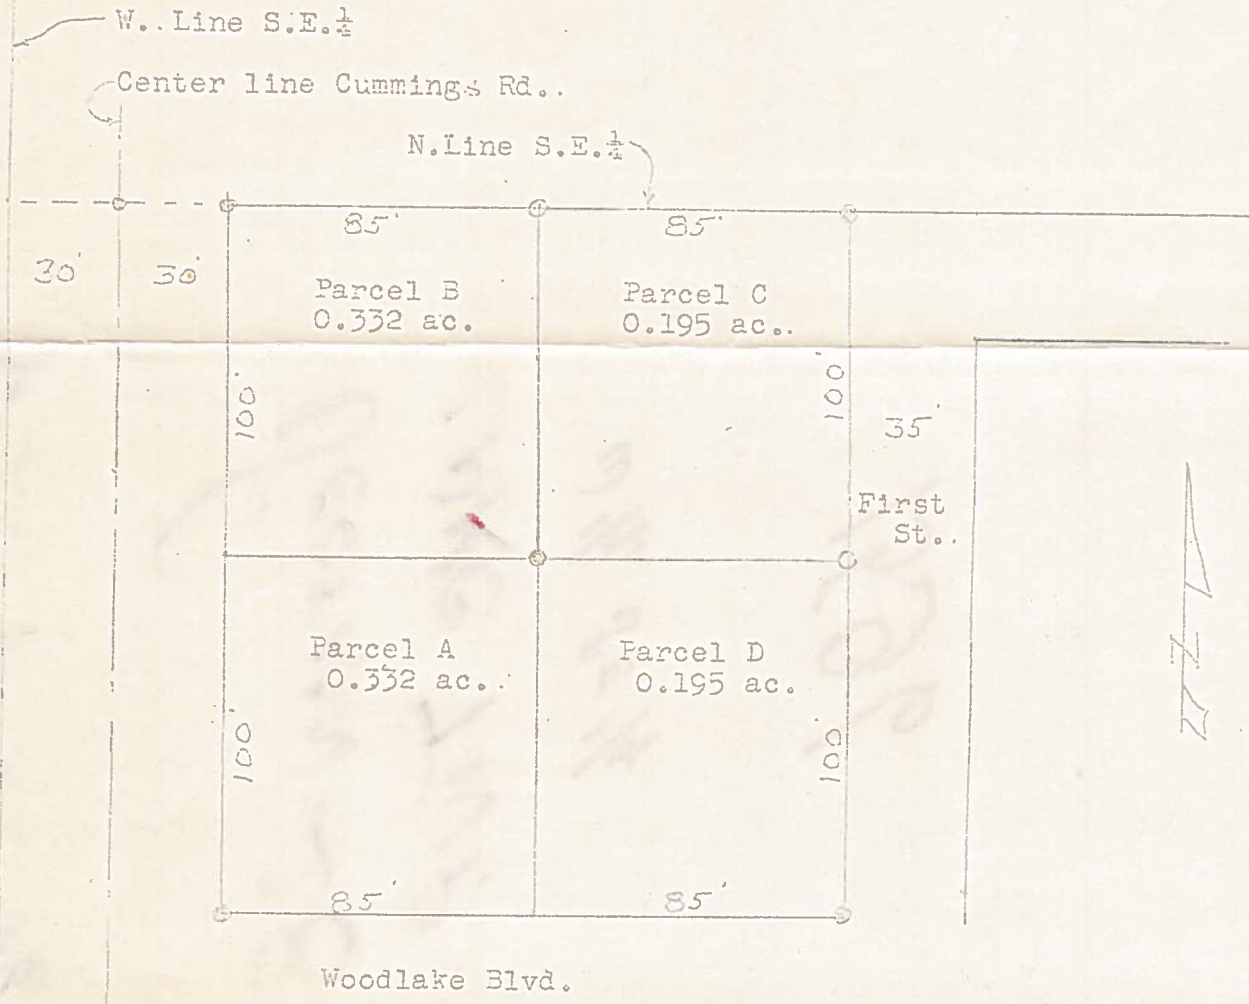 W.. Line S.E.¼
Center line Cummings Rd..
N.Line S.E.¼
85'
85'
30'
30'
Parcel B
0.332 ac.
Parcel C
0.195 ac..
100'
100'
35'
First
St..
Parcel A
0.332 ac..
Parcel D
0.195 ac.
N
100'
100'
85'
85'
Woodlake Blvd.